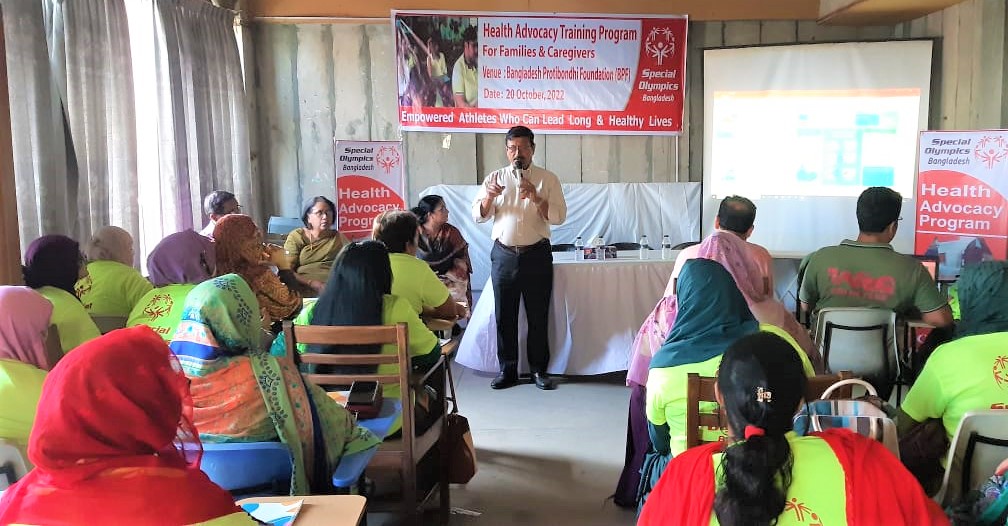 Health Advocacy Training Program
For Families & Caregivers
Venue : Bangladesh Protibondhi Foundation (BPF)
Date: 20 October, 2022
Special
Olympics
Bangladesh
Empowered Athletes Who Can Lead Long & Healthy Lives
Special
Olympics
Bangladesh
Health
Advocacy
Program
Special
Olympics
Bangladesh
Health
Advocacy
Program
Special